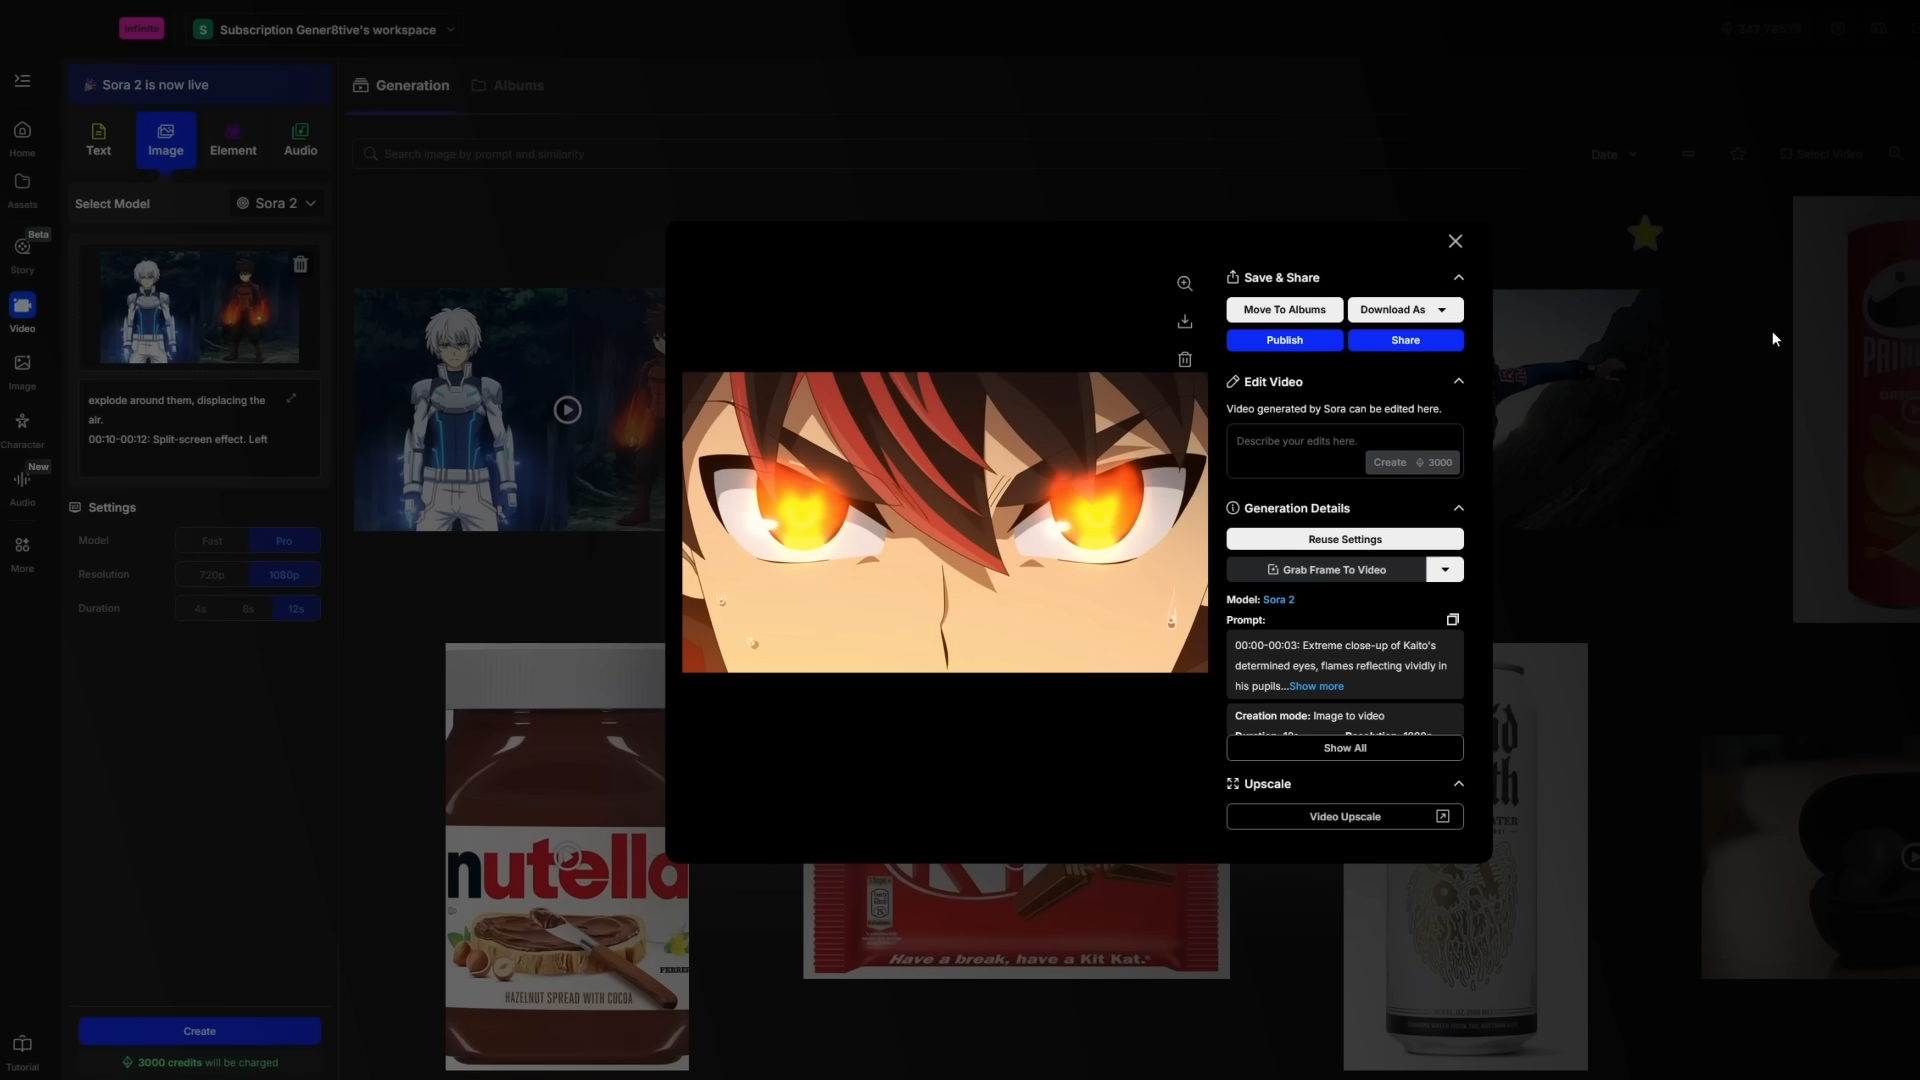 infinite
S Subscription Gener8tive's workspace
Sora 2 is now live
Generation
Albums
Home
Assets
Beta
Story
Video
Image
Character
New
Audio
More
Tutorial
Text
Image
Element
Audio
Select Model
Sora 2
explode around them, displacing the
air.
00:10-00:12: Split-screen effect. Left
Settings
Model
Fast
Pro
Resolution
720p
1080p
Duration
4s
8s
12s
Create
3000 credits will be charged
Search image by prompt and similarity
Date
Select Video
Save & Share
Move To Albums
Download As
Publish
Share
Edit Video
Video generated by Sora can be edited here.
Describe your edits here.
Create 3000
Generation Details
Reuse Settings
Grab Frame To Video
Model: Sora 2
Prompt:
00:00-00:03: Extreme close-up of Kaito's
determined eyes, flames reflecting vividly in
his pupils...Show more
Creation mode: Image to video
Duration: 12s Resolution: 1080p
Show All
Upscale
Video Upscale
nutella
HAZELNUT SPREAD WITH COCOA
Have a break, have a Kit Kat.